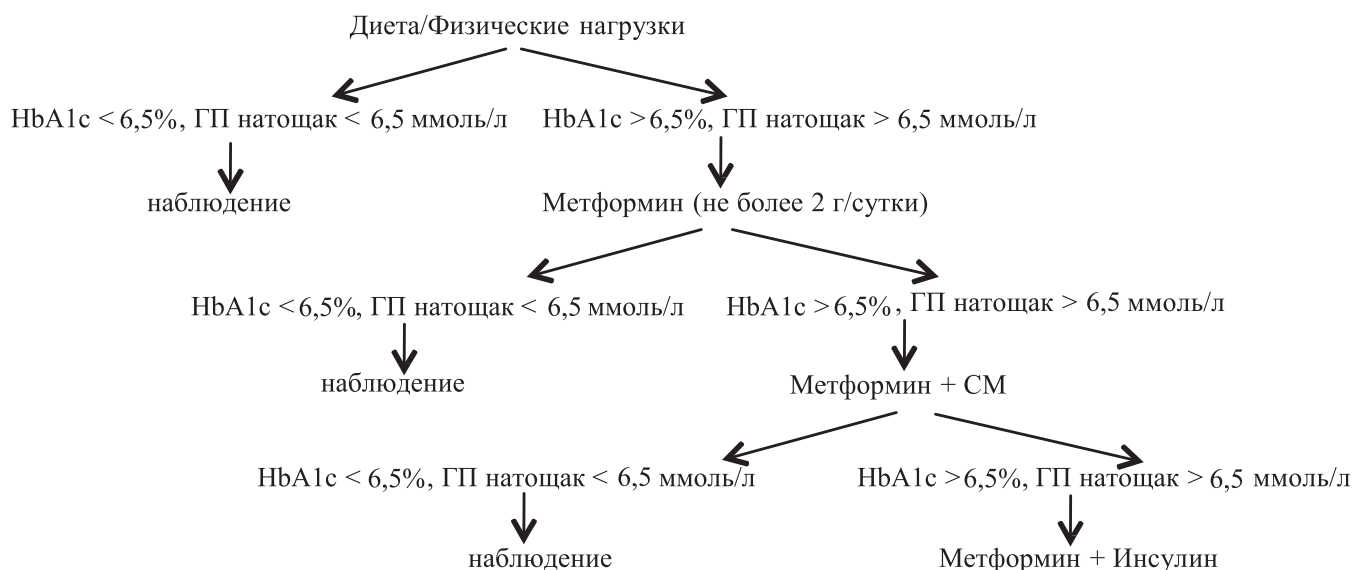 Диета/Физические нагрузки
HbA1c < 6,5%, ГП натощак < 6,5 ммоль/л
HbA1c > 6,5%, ГП натощак > 6,5 ммоль/л
наблюдение
Метформин (не более 2 г/сутки)
HbA1c < 6,5%, ГП натощак < 6,5 ммоль/л
HbA1c > 6,5%, ГП натощак > 6,5 ммоль/л
наблюдение
Метформин + СМ
HbA1c < 6,5%, ГП натощак < 6,5 ммоль/л
HbA1c > 6,5%, ГП натощак > 6,5 ммоль/л
наблюдение
Метформин + Инсулин